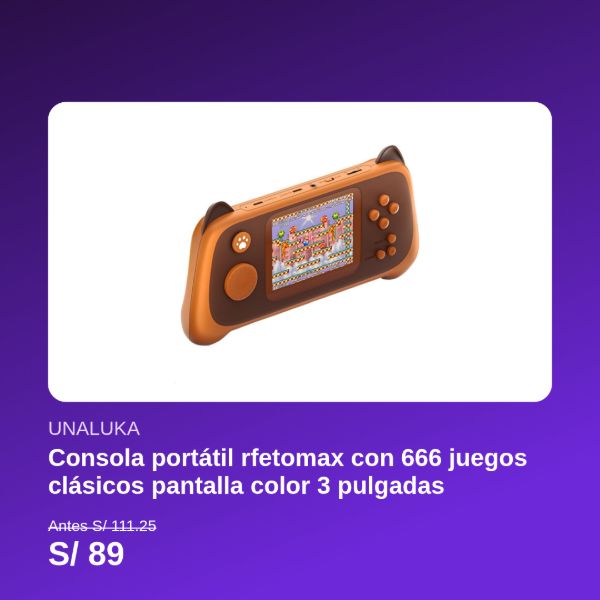 UNALUKA
Consola portátil rfetomax con 666 juegos
clásicos pantalla color 3 pulgadas
Antes S/ 111.25
S/ 89